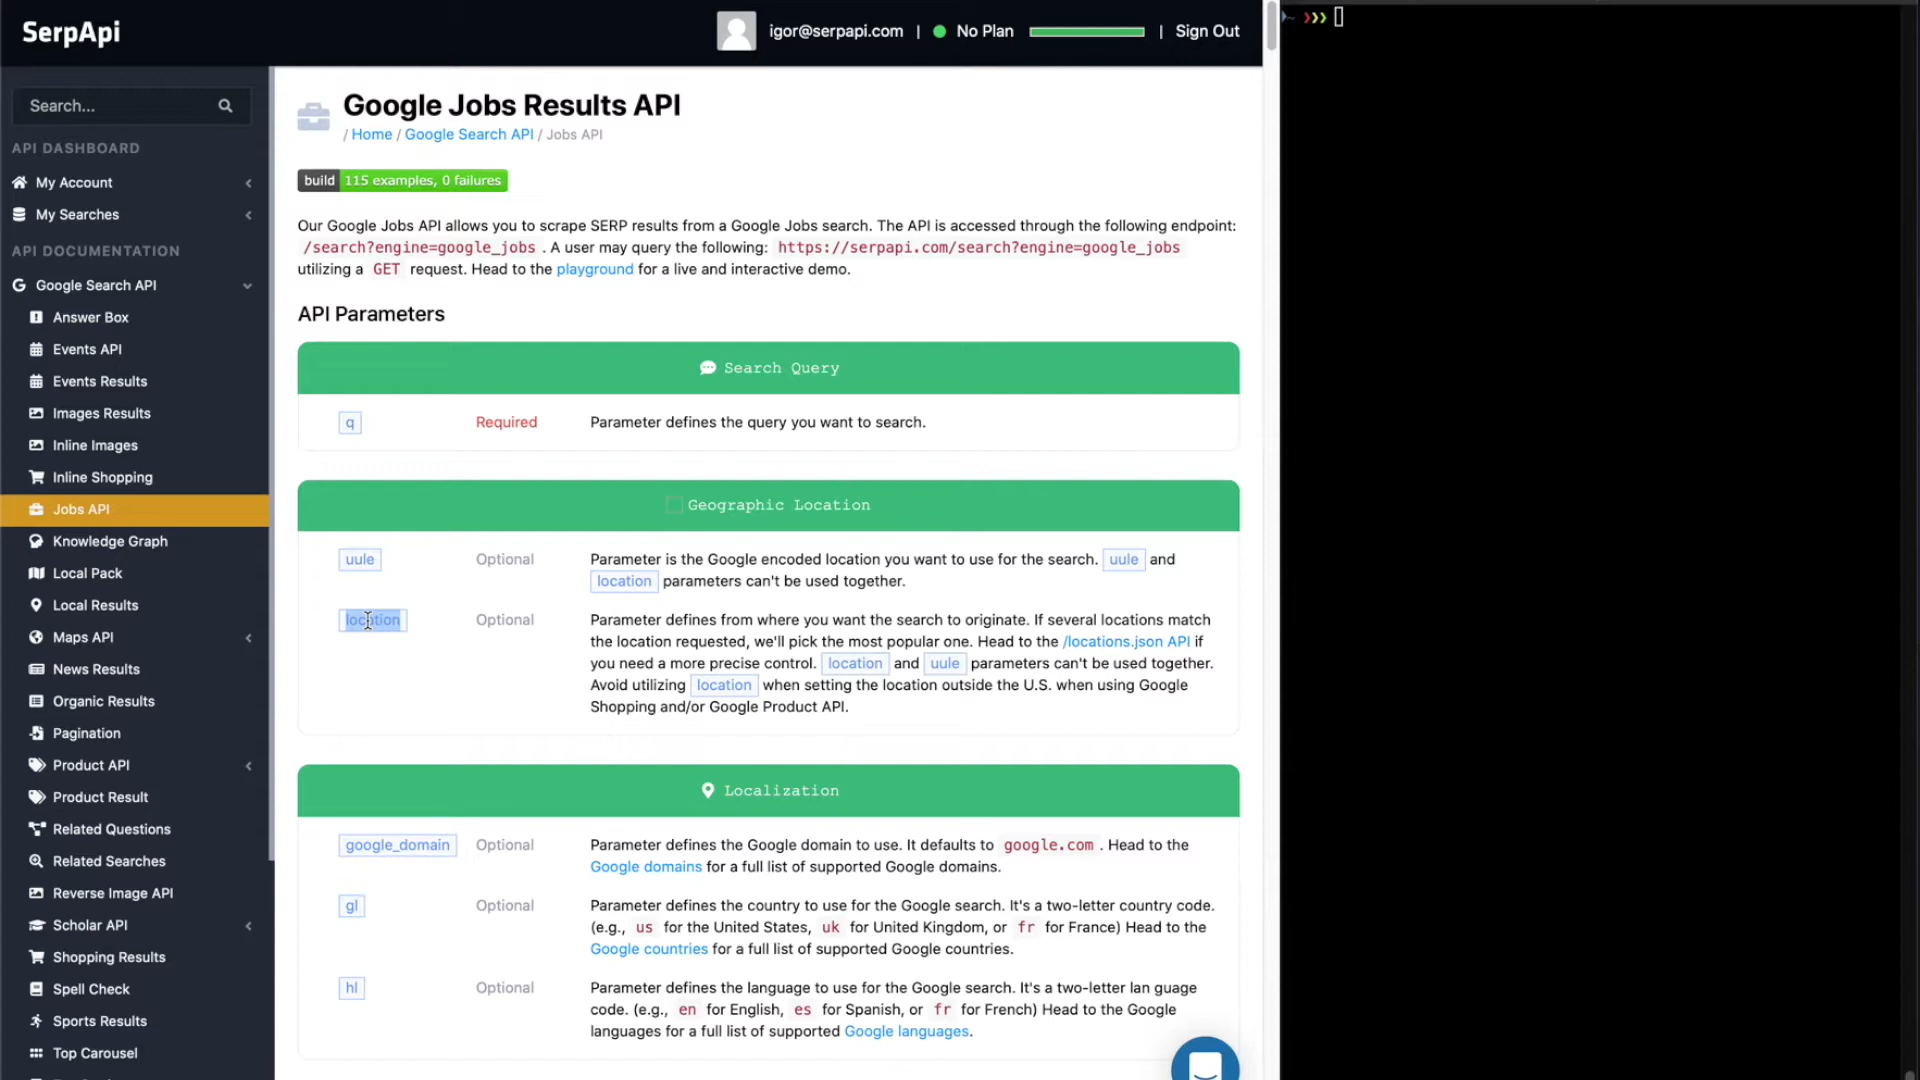 SerpApi
igor@serpapi.com | No Plan | Sign Out
Search...
API DASHBOARD
My Account
My Searches
API DOCUMENTATION
Google Search API
Answer Box
Events API
Events Results
Images Results
Inline Images
Inline Shopping
Jobs API
Knowledge Graph
Local Pack
Local Results
Maps API
News Results
Organic Results
Pagination
Product API
Product Result
Related Questions
Related Searches
Reverse Image API
Scholar API
Shopping Results
Spell Check
Sports Results
Top Carousel
Google Jobs Results API
/ Home / Google Search API / Jobs API
build 115 examples, 0 failures
Our Google Jobs API allows you to scrape SERP results from a Google Jobs search. The API is accessed through the following endpoint:
/search?engine=google_jobs . A user may query the following: https://serpapi.com/search?engine=google_jobs
utilizing a GET request. Head to the playground for a live and interactive demo.
API Parameters
Search Query
q Required Parameter defines the query you want to search.
Geographic Location
uule Optional Parameter is the Google encoded location you want to use for the search. uule and
location parameters can't be used together.
location Optional Parameter defines from where you want the search to originate. If several locations match
the location requested, we'll pick the most popular one. Head to the /locations.json API if
you need a more precise control. location and uule parameters can't be used together.
Avoid utilizing location when setting the location outside the U.S. when using Google
Shopping and/or Google Product API.
Localization
google_domain Optional Parameter defines the Google domain to use. It defaults to google.com . Head to the
Google domains for a full list of supported Google domains.
gl Optional Parameter defines the country to use for the Google search. It's a two-letter country code.
(e.g., us for the United States, uk for United Kingdom, or fr for France) Head to the
Google countries for a full list of supported Google countries.
hl Optional Parameter defines the language to use for the Google search. It's a two-letter lan guage
code. (e.g., en for English, es for Spanish, or fr for French) Head to the Google
languages for a full list of supported Google languages.
~ ❯❯❯